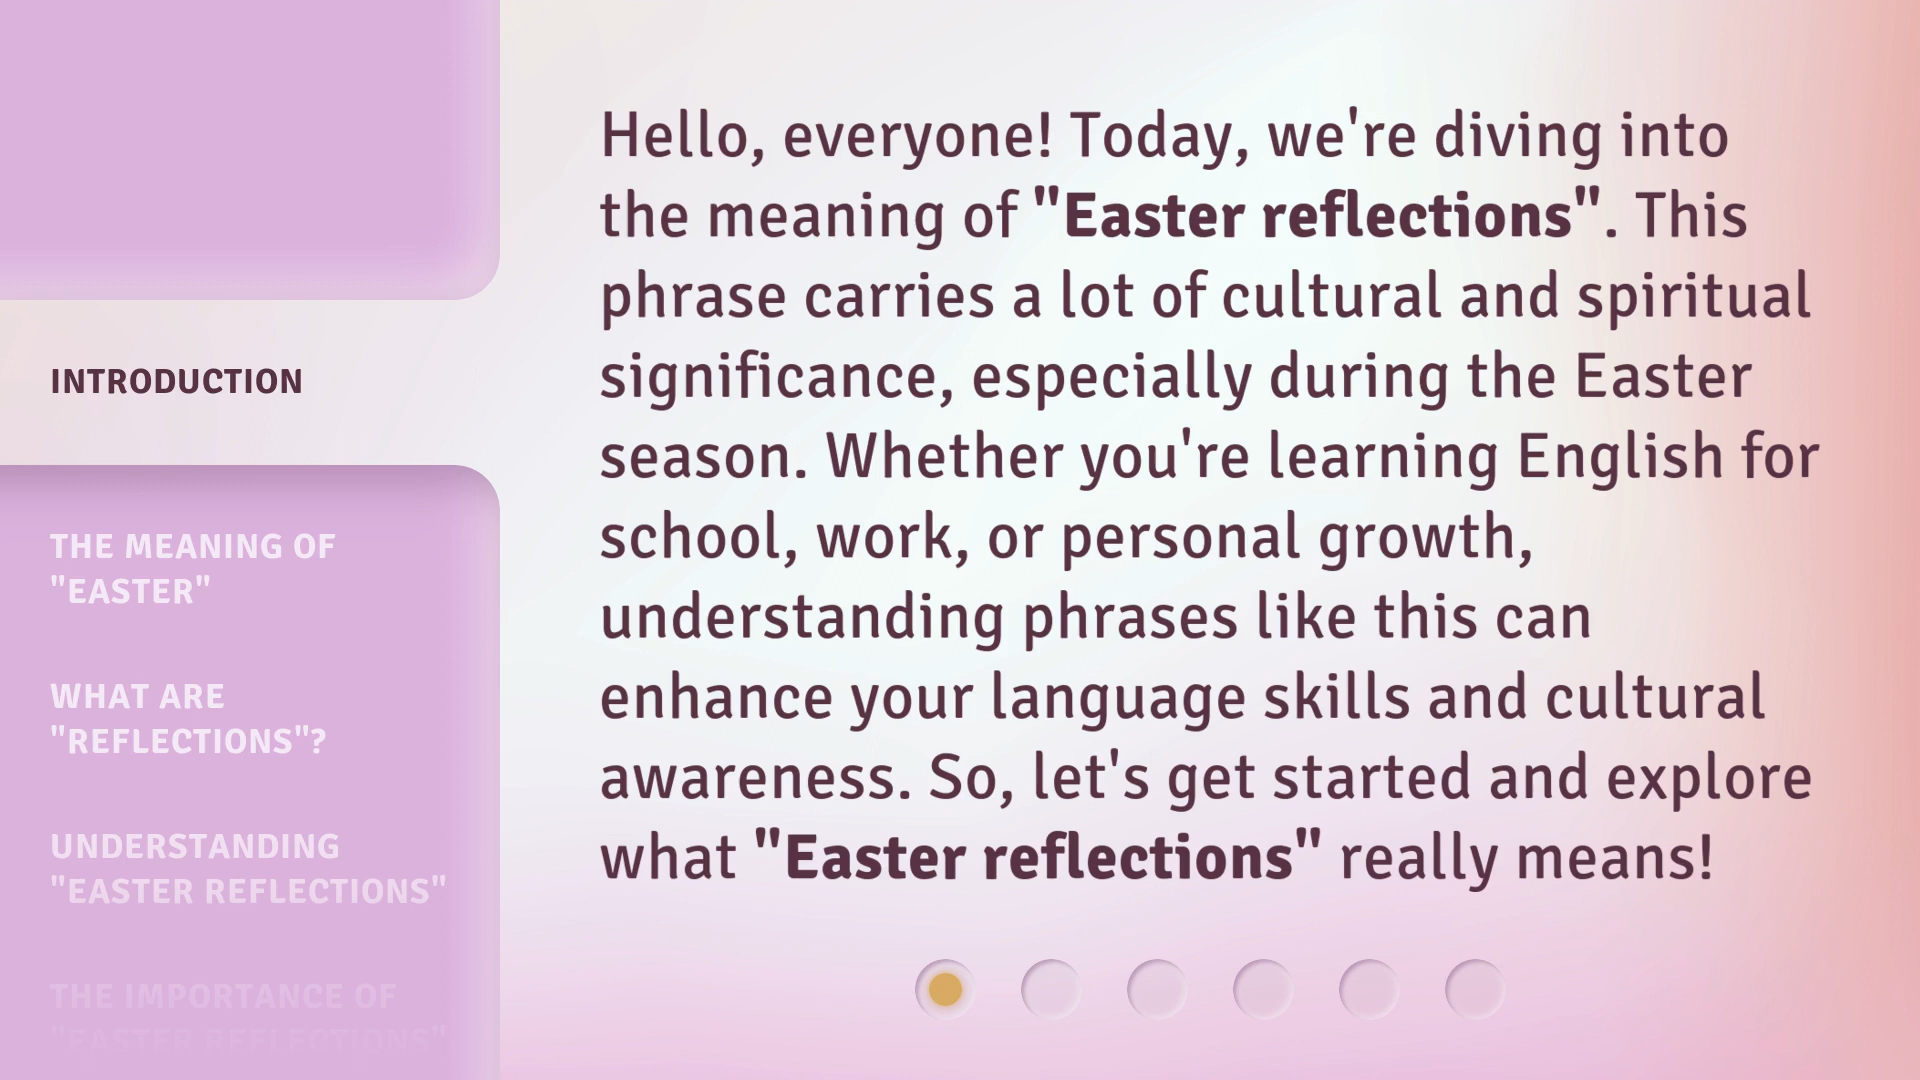 INTRODUCTION
THE MEANING OF
"EASTER"
WHAT ARE
"REFLECTIONS"?
UNDERSTANDING
"EASTER REFLECTIONS"
THE IMPORTANCE OF
"EASTER REFLECTIONS"
Hello, everyone! Today, we're diving into
the meaning of "Easter reflections". This
phrase carries a lot of cultural and spiritual
significance, especially during the Easter
season. Whether you're learning English for
school, work, or personal growth,
understanding phrases like this can
enhance your language skills and cultural
awareness. So, let's get started and explore
what "Easter reflections" really means!